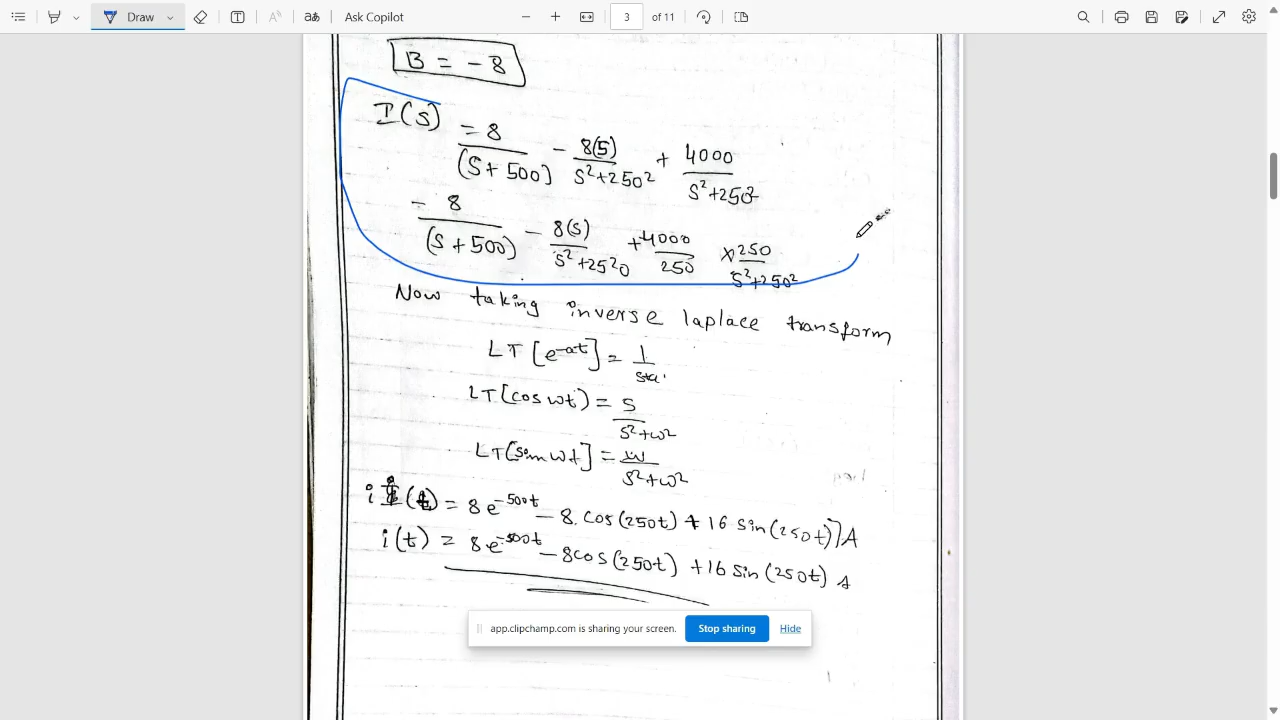 Draw
Ask Copilot
3
of 11
B = -8
I(S) = 8/(S+500) - 8(S)/S²+250² + 4000/S²+250²
- 8/(S+500) - 8(S)/S²+25²0 + 4000/250 × 250/S²+250²
Now taking inverse laplace transform
LT [e-at] = 1/s+a
LT(cos wt) = S/S²+ω²
LT[sin wt] = w/S²+ω²
i (t) = 8e-500t - 8. cos(250t) + 16 sin(250t)]A
i(t) = 8e-500t - 8cos(250t) + 16 sin(250t) A
app.clipchamp.com is sharing your screen.
Stop sharing
Hide